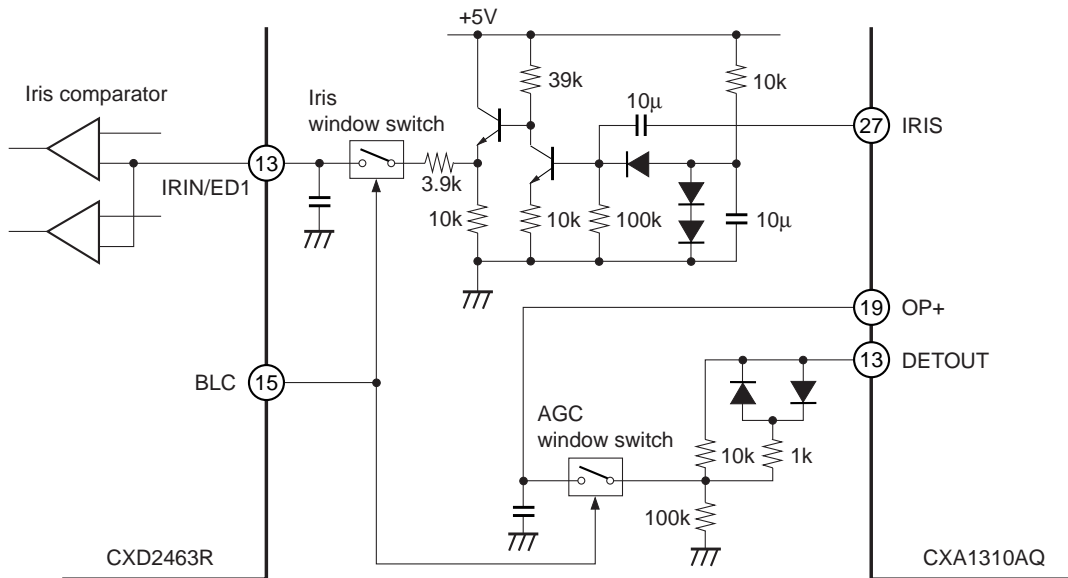 +5V
39k
10k
Iris comparator
Iris
window switch
10μ
27 IRIS
13
IRIN/ED1
3.9k
10k
10k
100k
10μ
19 OP+
13 DETOUT
BLC 15
AGC
window switch
10k
1k
100k
CXD2463R
CXA1310AQ